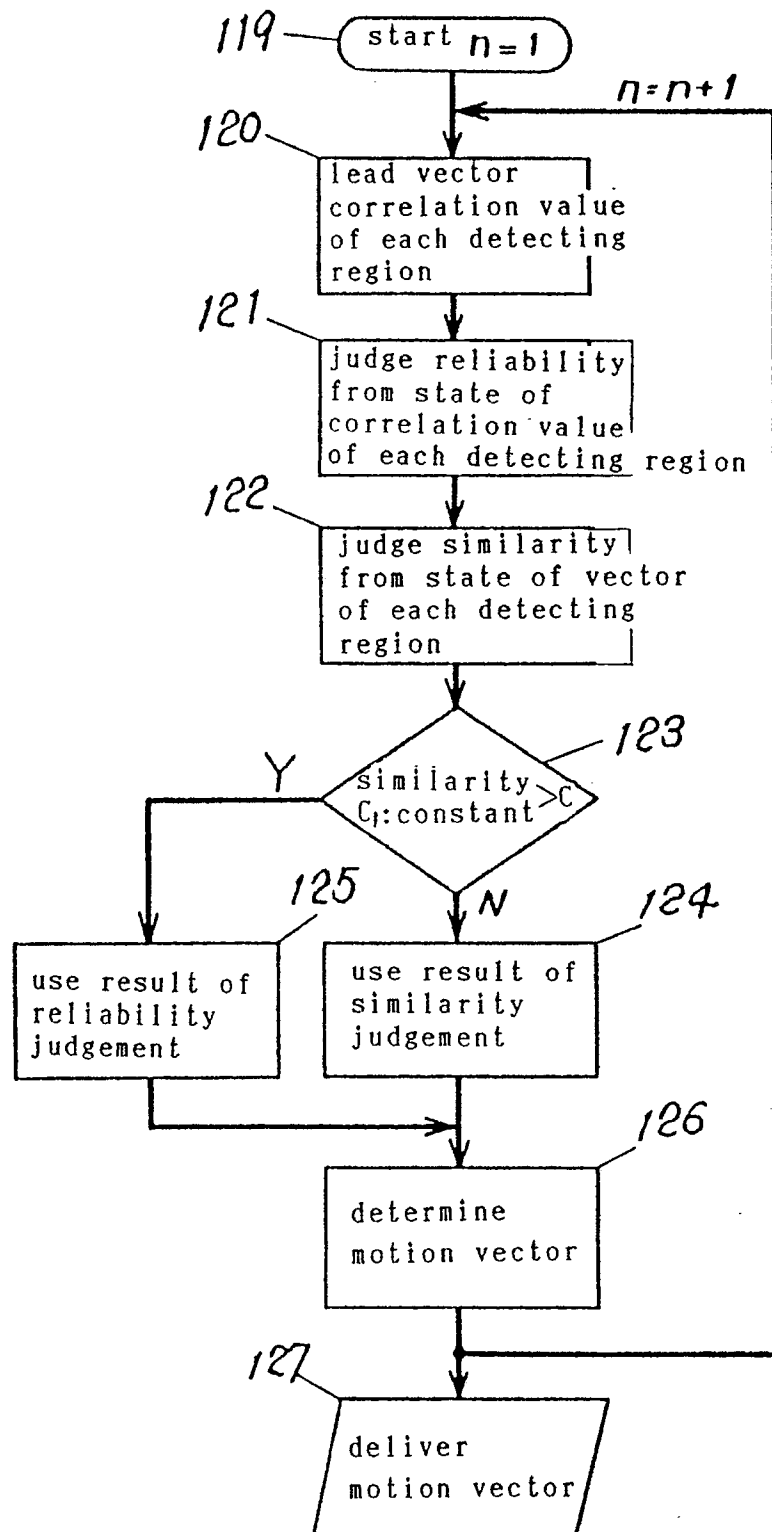 119
start n=1
n=n+1
120
lead vector
correlation value
of each detecting
region
121
judge reliability
from state of
correlation value
of each detecting region
122
judge similarity
from state of vector
of each detecting
region
123
similarity >C
C₁:constant
Y
N
125
use result of
reliability
judgement
124
use result of
similarity
judgement
126
determine
motion vector
127
deliver
motion vector